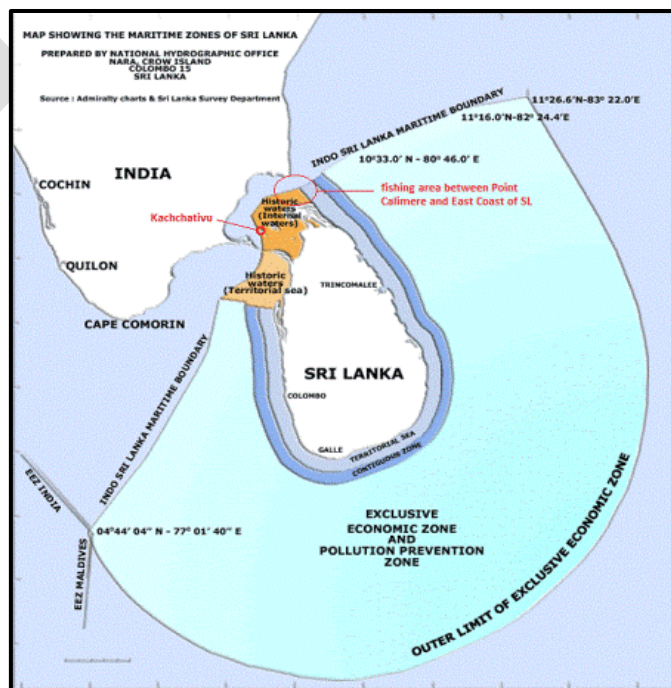 MAP SHOWING THE MARITIME ZONES OF SRI LANKA
PREPARED BY NATIONAL HYDROGRAPHIC OFFICE
NARA, CROW ISLAND
COLOMBO 15
SRI LANKA
Source : Admiralty charts & Sri Lanka Survey Department
INDO SRI LANKA MARITIME BOUNDARY
11°26.6'N-83° 22.0'E
11°16.0'N-82° 24.4'E
10°33.0' N - 80° 46.0' E
INDIA
COCHIN
fishing area between Point
Calimere and East Coast of SL
Historic
waters
(Internal
waters)
Kachchativu
QUILON
Historic
waters
(Territorial sea)
TRINCOMALEE
CAPE COMORIN
SRI LANKA
COLOMBO
INDO SRI LANKA MARITIME BOUNDARY
GALLE
TERRITORIAL SEA
CONTIGUOUS ZONE
EEZ INDIA
04°44' 04" N - 77° 01' 40" E
EEZ MALDIVES
EXCLUSIVE
ECONOMIC ZONE
AND
POLLUTION PREVENTION
ZONE
OUTER LIMIT OF EXCLUSIVE ECONOMIC ZONE